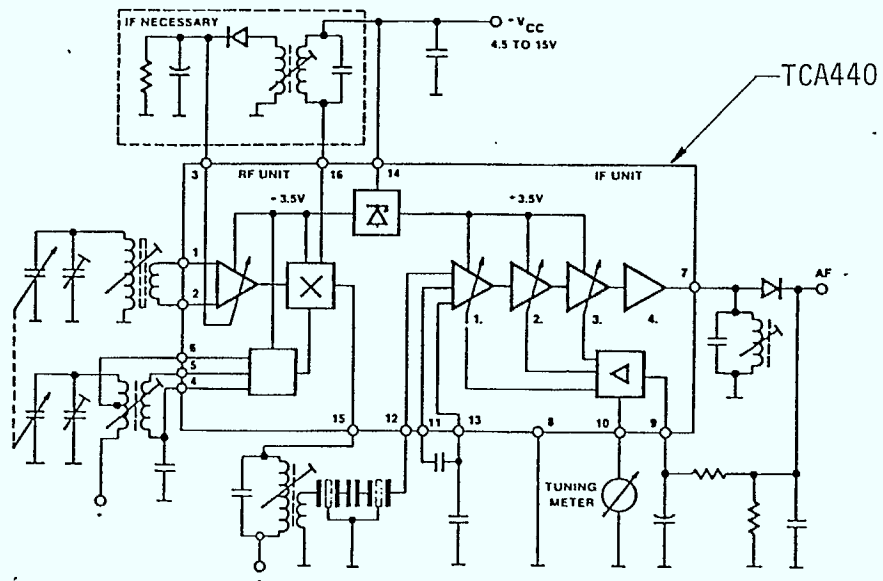 IF NECESSARY
-VCC
4.5 TO 15V
TCA440
3
RF UNIT
16
14
IF UNIT
- 3.5V
+3.5V
1
2
7
AF
1.
2.
3.
4.
6
5
4
15
12
11
13
8
10
9
TUNING
METER